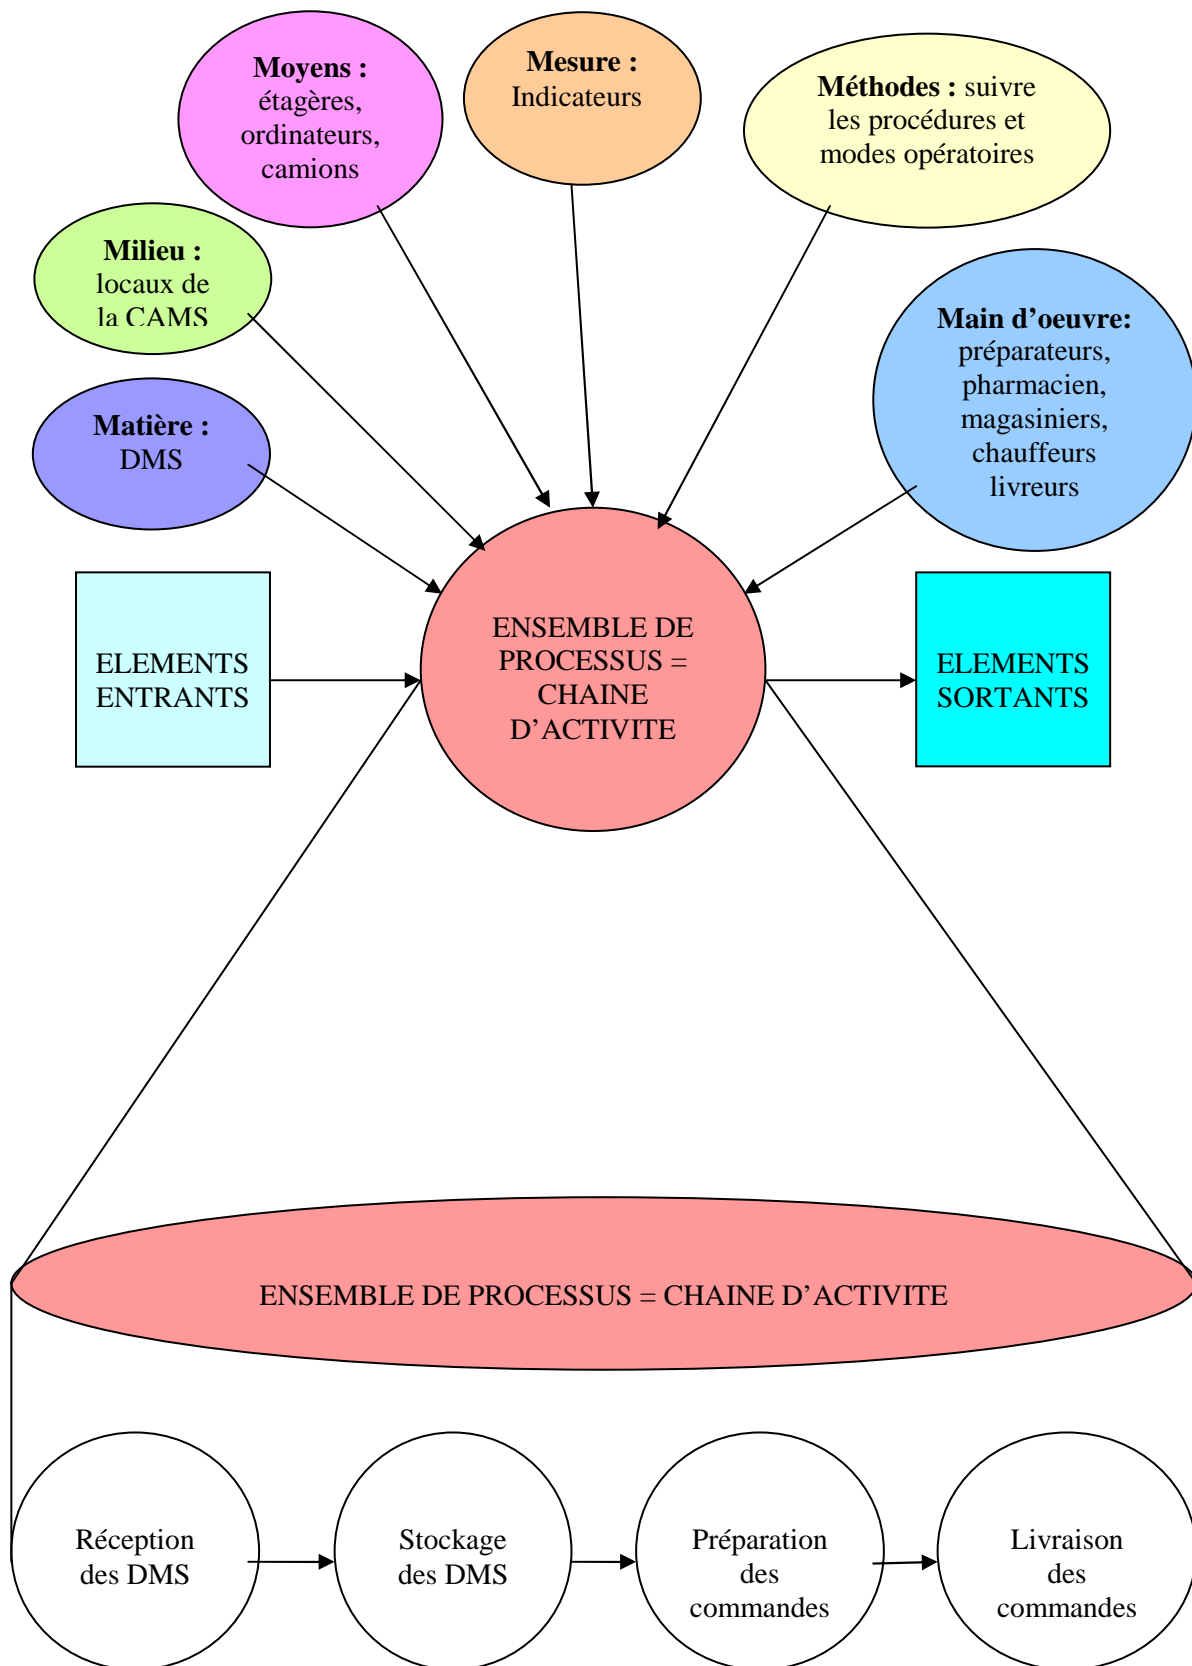 Moyens :
étagères,
ordinateurs,
camions
Mesure :
Indicateurs
Méthodes : suivre
les procédures et
modes opératoires
Milieu :
locaux de
la CAMS
Main d’oeuvre:
préparateurs,
pharmacien,
magasiniers,
chauffeurs
livreurs
Matière :
DMS
ELEMENTS
ENTRANTS
ENSEMBLE DE
PROCESSUS =
CHAINE
D’ACTIVITE
ELEMENTS
SORTANTS
ENSEMBLE DE PROCESSUS = CHAINE D’ACTIVITE
Réception
des DMS
Stockage
des DMS
Préparation
des
commandes
Livraison
des
commandes